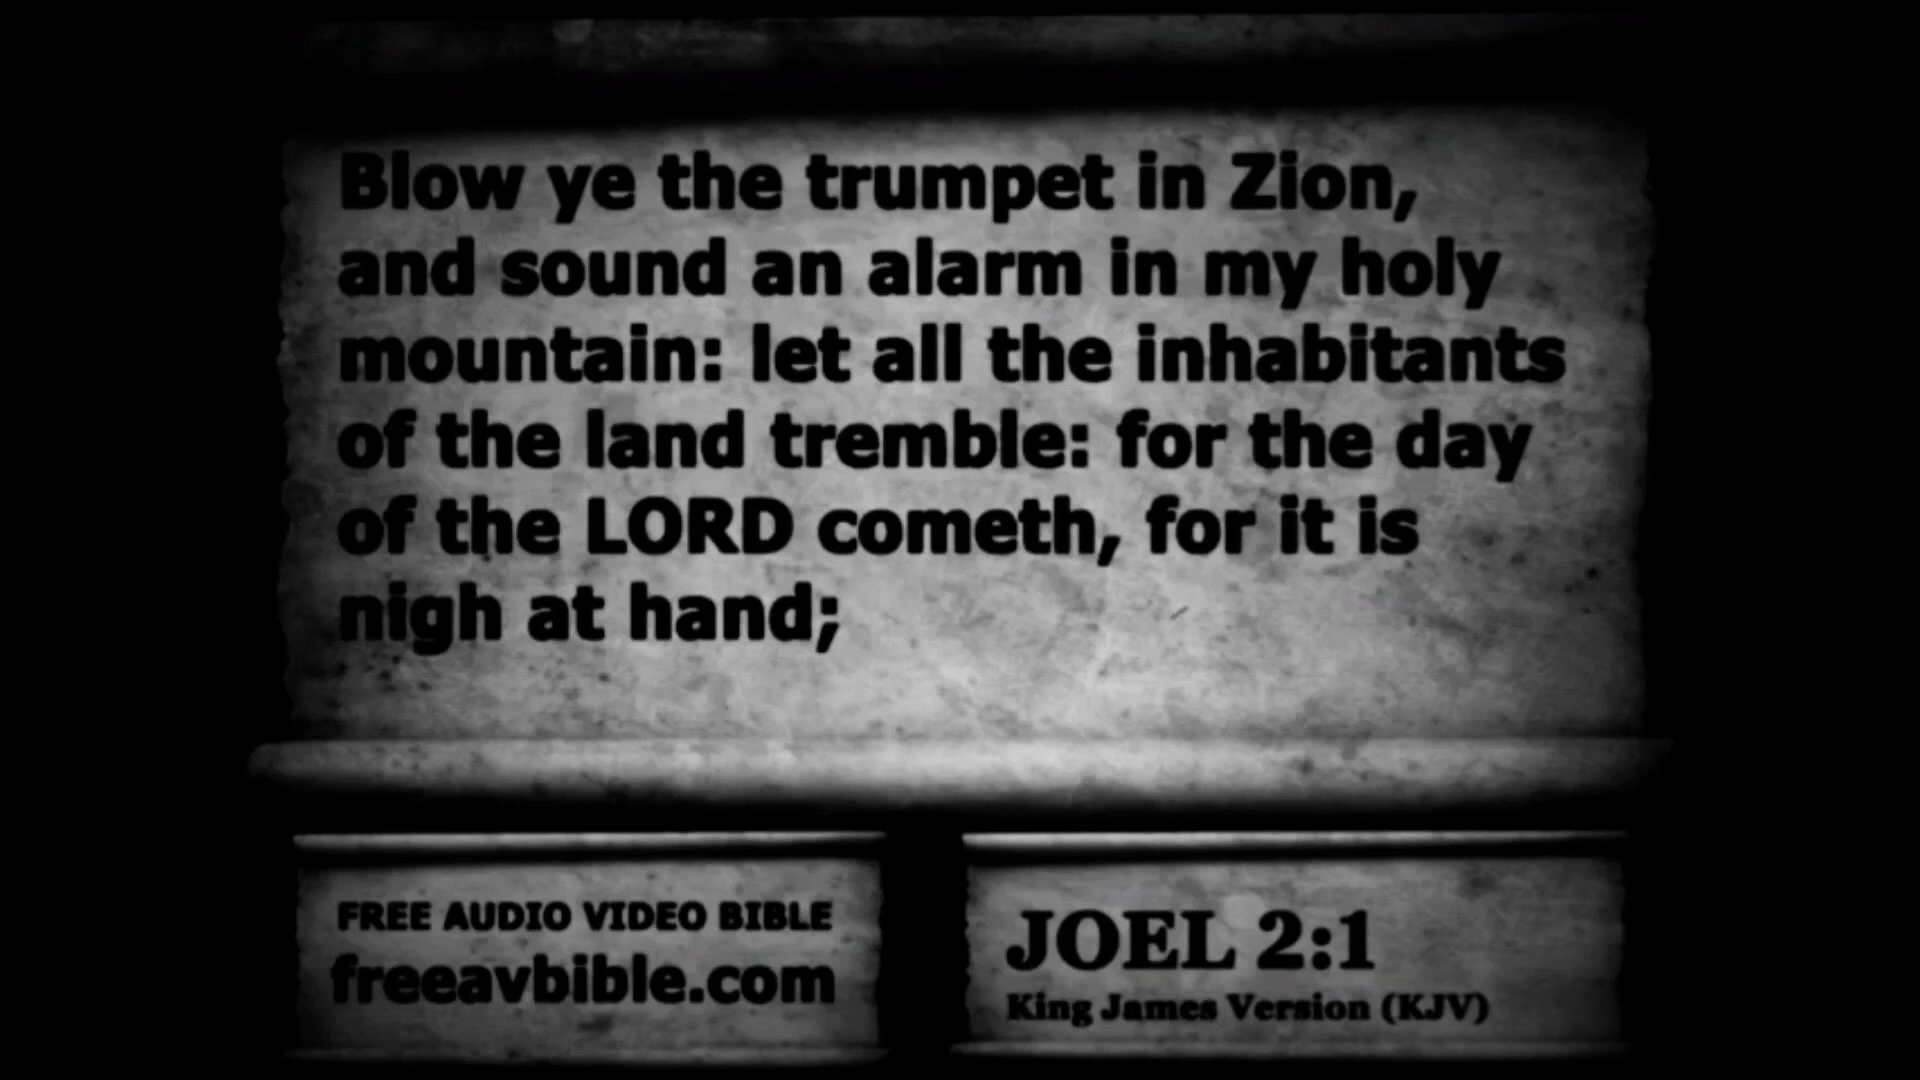 Blow ye the trumpet in Zion,
and sound an alarm in my holy
mountain: let all the inhabitants
of the land tremble: for the day
of the LORD cometh, for it is
nigh at hand;
FREE AUDIO VIDEO BIBLE
freeavbible.com
JOEL 2:1
King James Version (KJV)